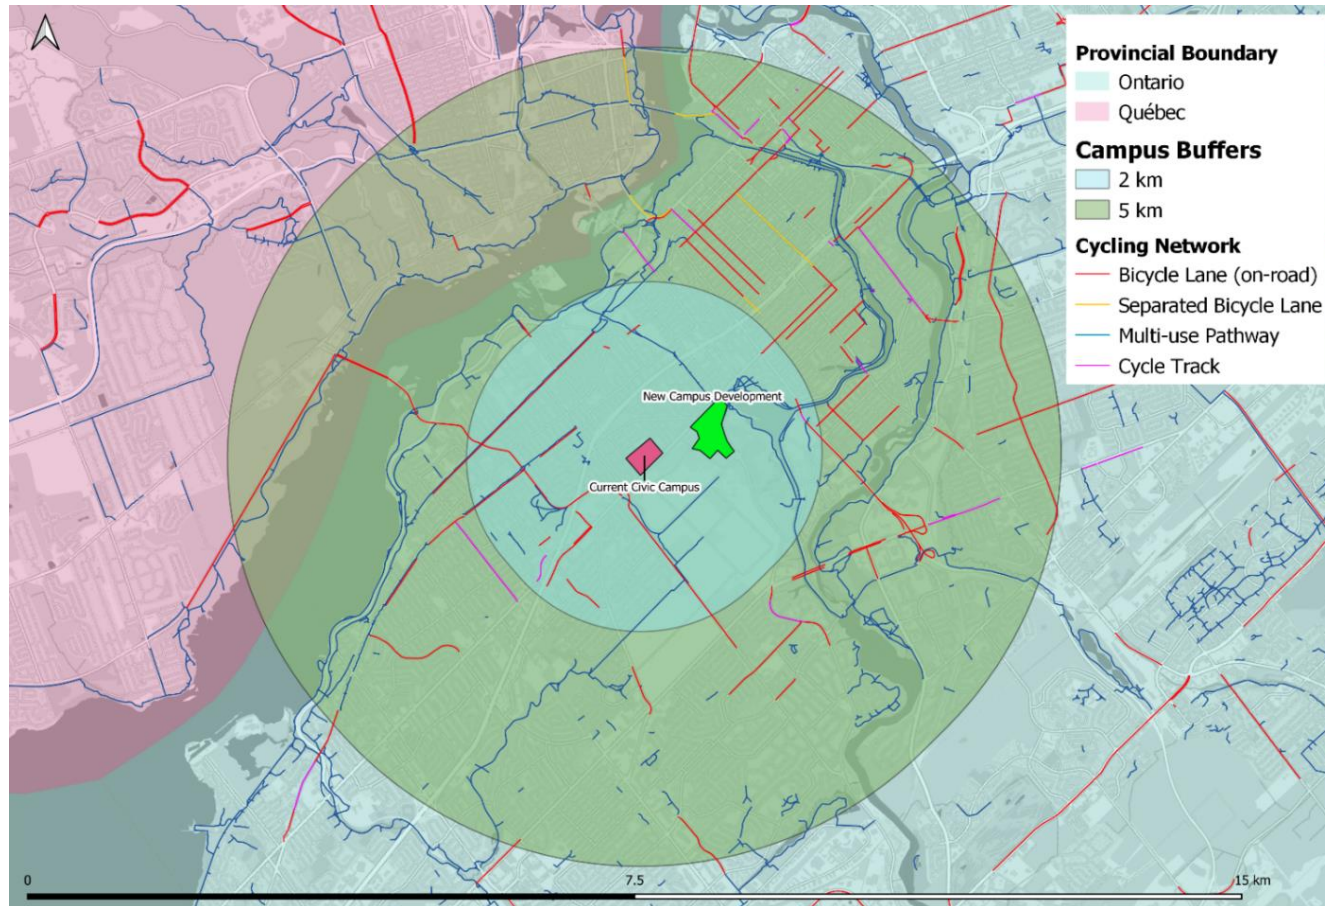 Provincial Boundary
Ontario
Québec
Campus Buffers
2 km
5 km
Cycling Network
Bicycle Lane (on-road)
Separated Bicycle Lane
Multi-use Pathway
Cycle Track
New Campus Development
Current Civic Campus
0
7.5
15 km